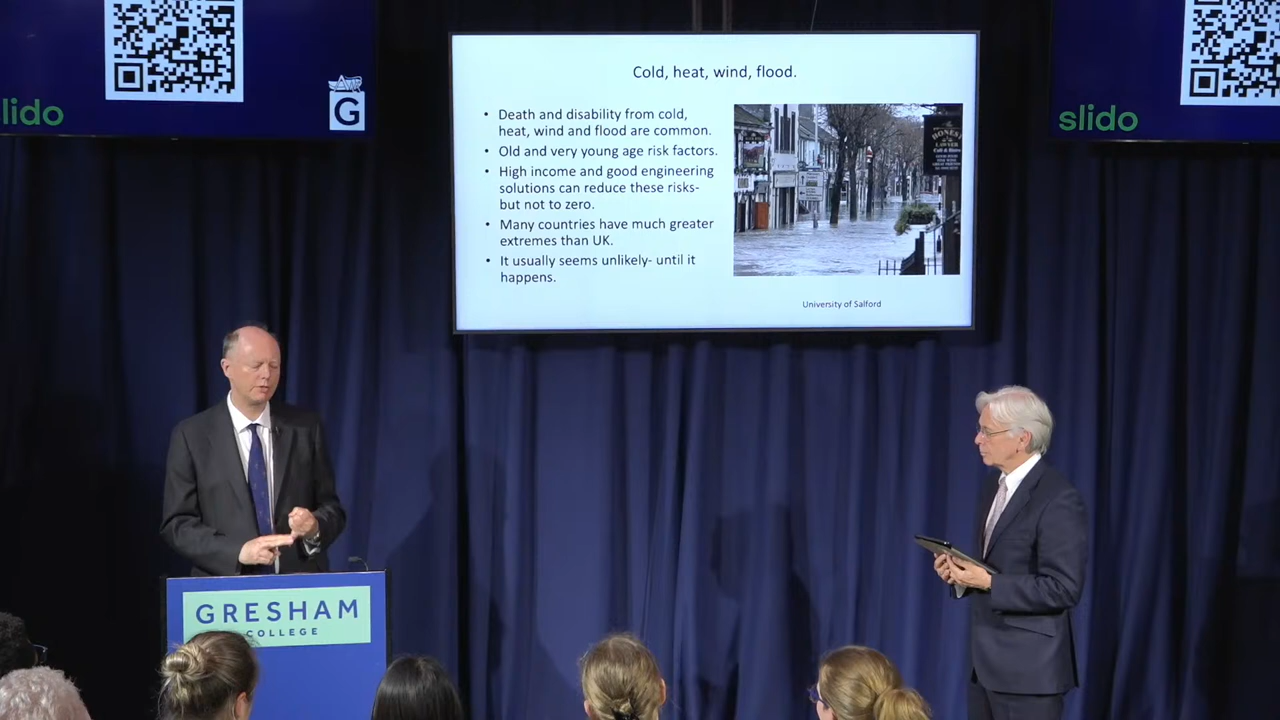 slido
G
Cold, heat, wind, flood.
• Death and disability from cold,
heat, wind and flood are common.
• Old and very young age risk factors.
• High income and good engineering
solutions can reduce these risks-
but not to zero.
• Many countries have much greater
extremes than UK.
• It usually seems unlikely- until it
happens.
HONEST
LAWYER
University of Salford
slido
GRESHAM
COLLEGE